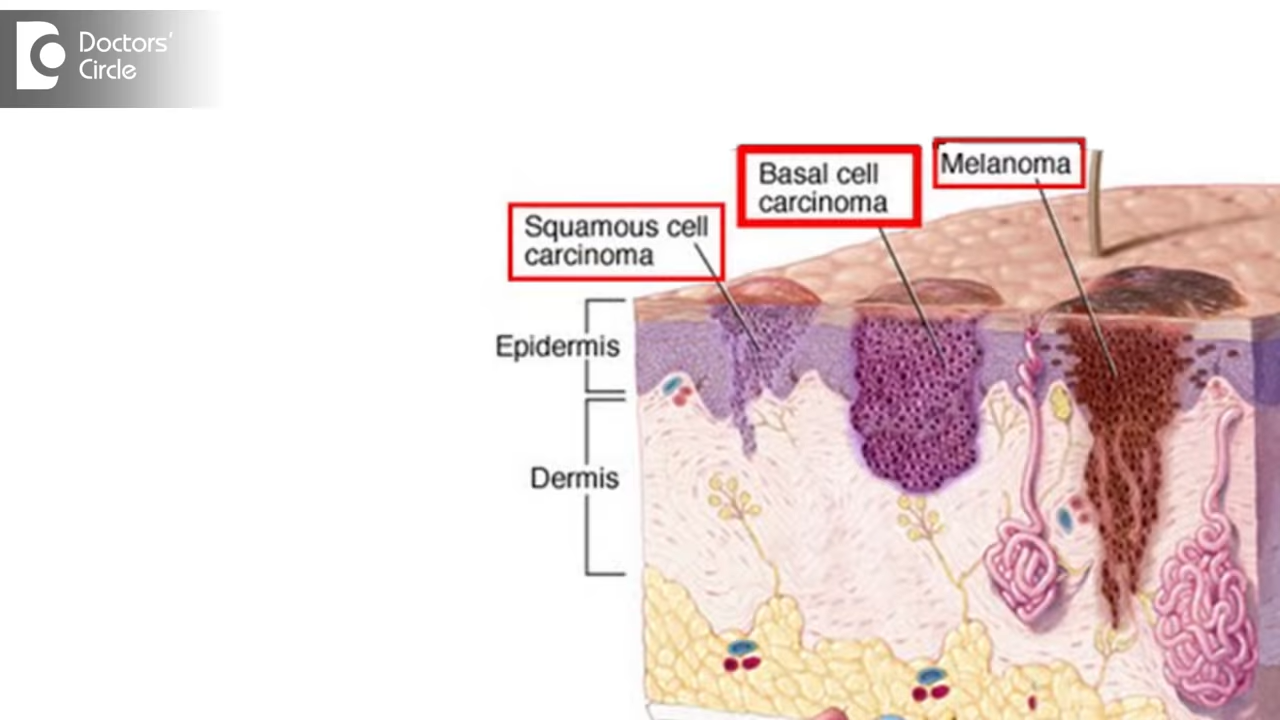 Doctors'
Circle
Melanoma
Basal cell
carcinoma
Squamous cell
carcinoma
Epidermis
Dermis